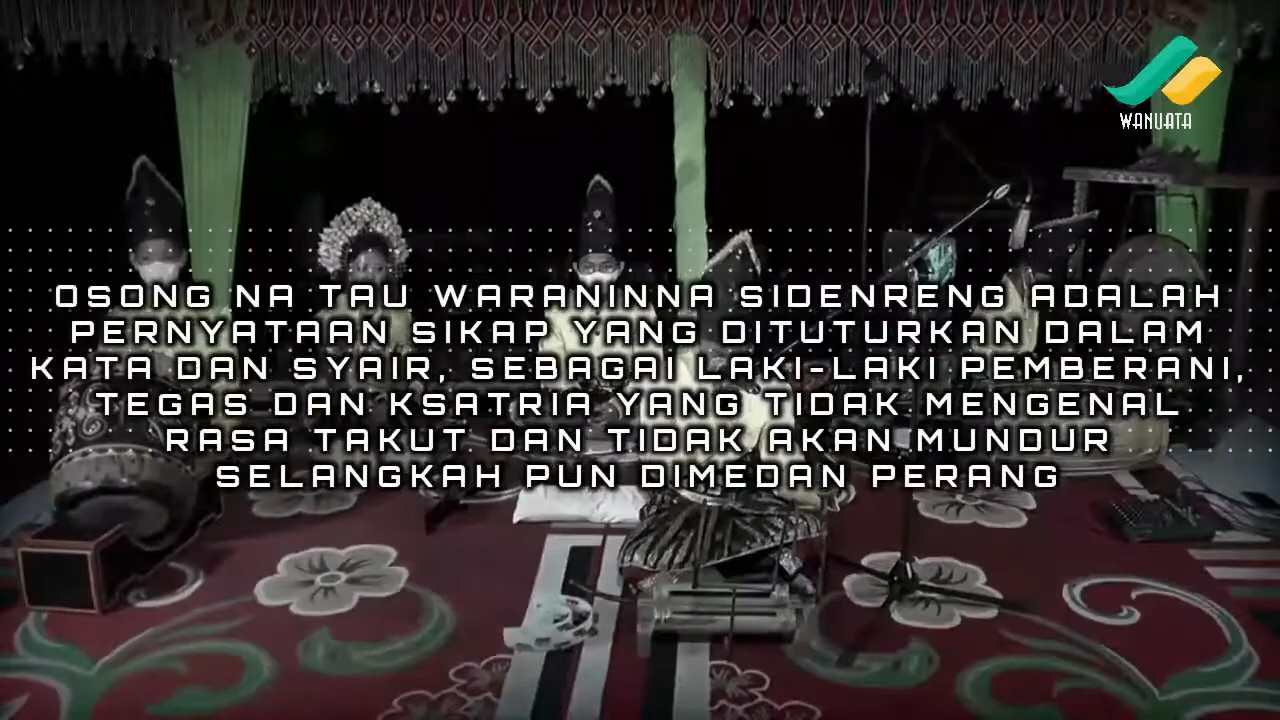 WANUATA
OSONG NA TAU WARANINNA SIDENRENG ADALAH
PERNYATAAN SIKAP YANG DITUTURKAN DALAM
KATA DAN SYAIR, SEBAGAI LAKI-LAKI PEMBERANI,
TEGAS DAN KSATRIA YANG TIDAK MENGENAL
RASA TAKUT DAN TIDAK AKAN MUNDUR
SELANGKAH PUN DIMEDAN PERANG